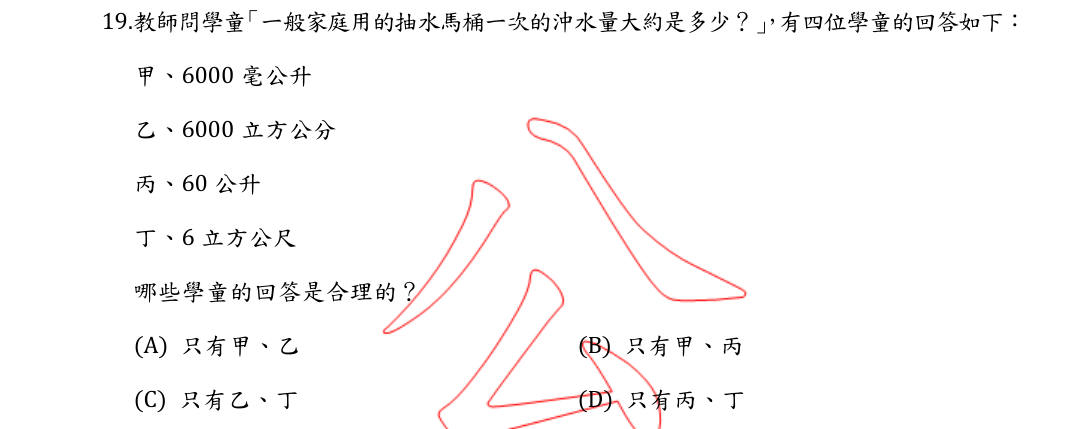 19.教師問學童「一般家庭用的抽水馬桶一次的沖水量大約是多少？」，有四位學童的回答如下：
甲、6000 毫公升
乙、6000 立方公分
丙、60 公升
丁、6 立方公尺
哪些學童的回答是合理的？
(A) 只有甲、乙 (B) 只有甲、丙
(C) 只有乙、丁 (D) 只有丙、丁